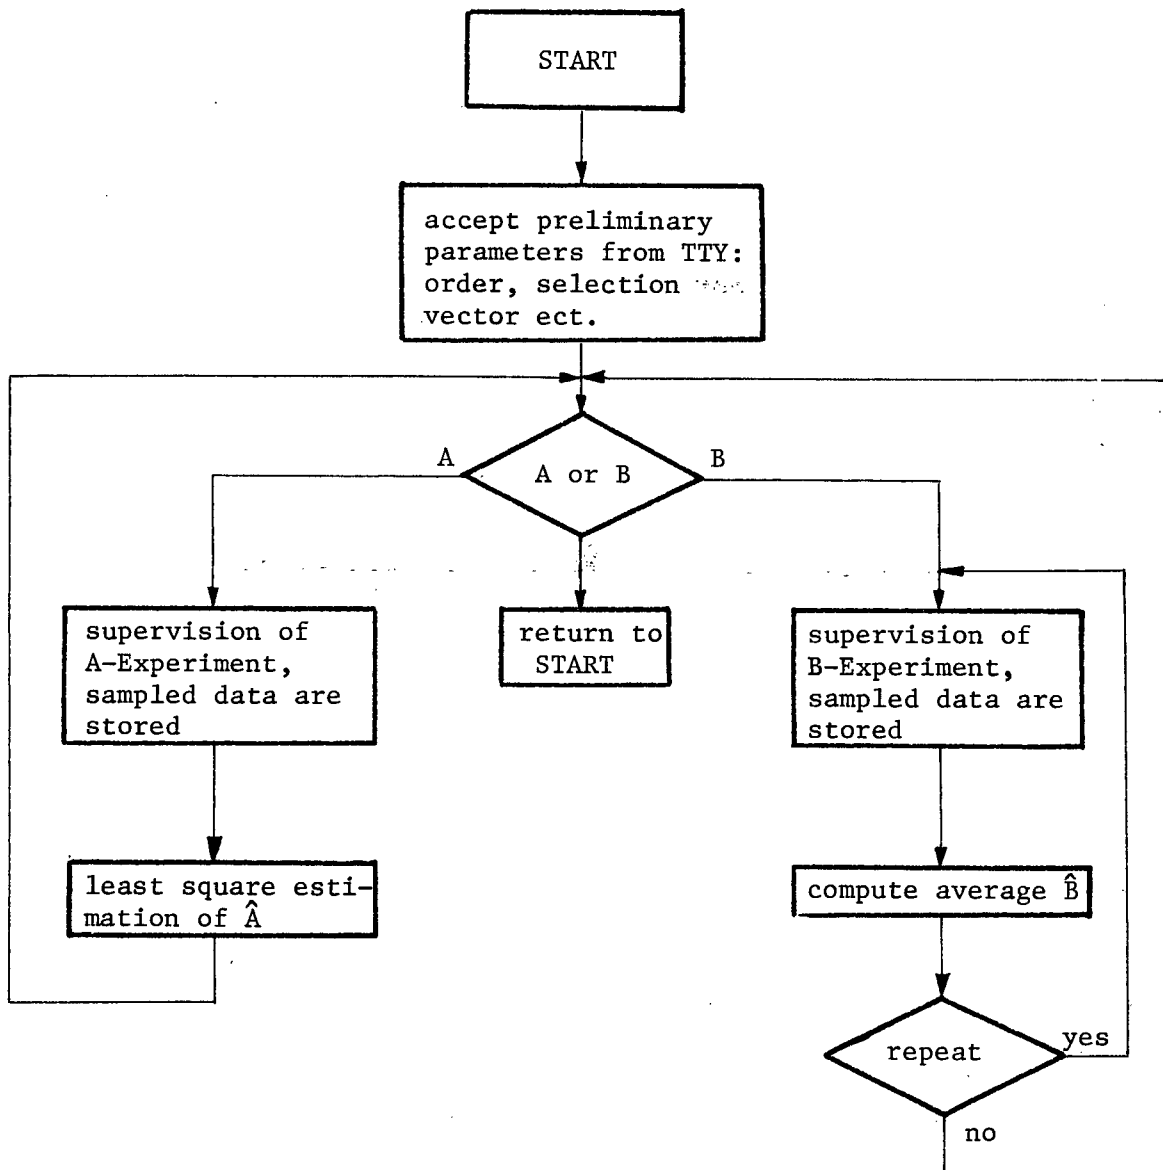 START
accept preliminary
parameters from TTY:
order, selection
vector ect.
A
A or B
B
supervision of
A-Experiment,
sampled data are
stored
return to
START
supervision of
B-Experiment,
sampled data are
stored
least square esti-
mation of Â
compute average B̂
repeat
yes
no